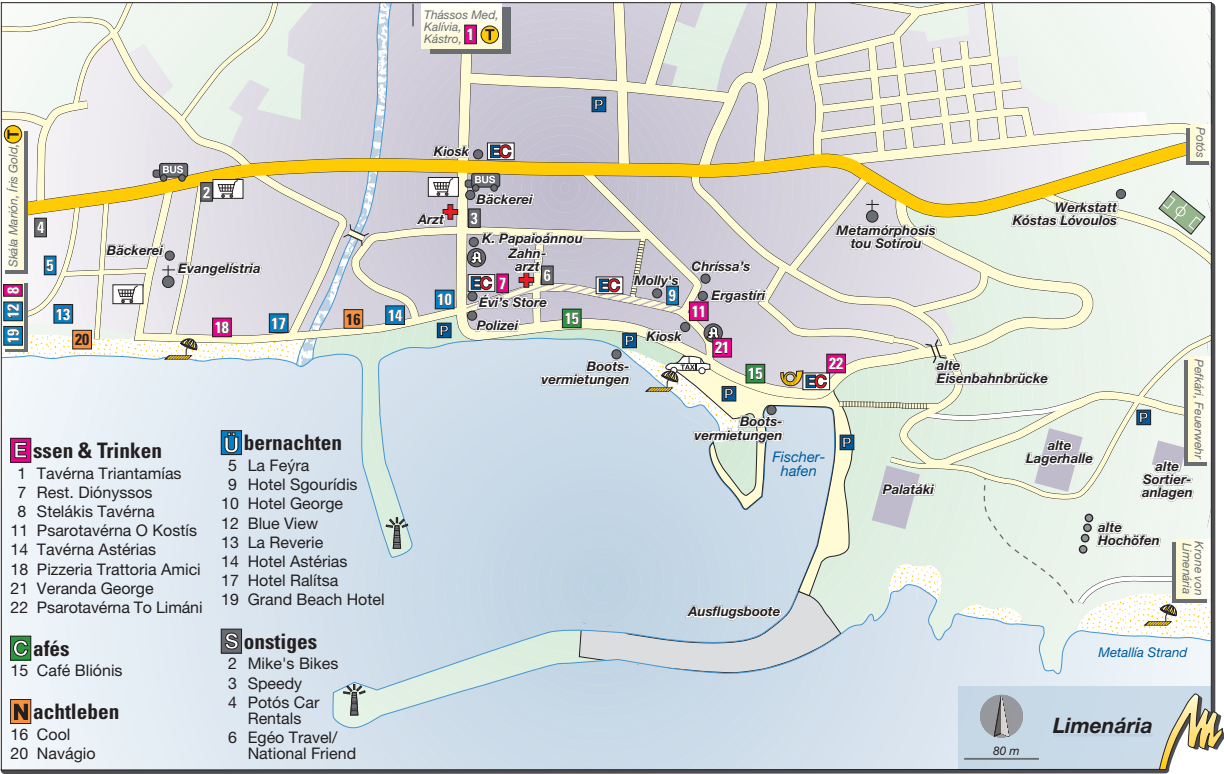 Thássos Med,
Kalívia,
Kástro, 1 T
Skála Marión, Íris Gold, T
Potós
P
Kiosk EC
BUS
2
BUS
Bäckerei
Arzt
3
4
Werkstatt
Kóstas Lóvoulos
Metamórphosis
tou Sotírou
Bäckerei
Evangelístria
5
K. Papaioánnou
A
Zahn-
arzt
6
EC 7
EC
Molly's
9
Chríssa's
Ergastíri
8
12
19
13
20
18
17
16
14
10
Évi's Store
P
Polizei
15
11
Kiosk
A
21
P
TAXI
Boots-
vermietungen
P
15
EC
22
alte
Eisenbahnbrücke
Pefkári, Feuerwehr
P
Boots-
vermietungen
Fischer-
hafen
P
alte
Lagerhalle
alte
Sortier-
anlagen
Palatáki
alte
Hochöfen
Krone von
Limenária
Ausflugsboote
Metallía Strand
Essen & Trinken
1 Tavérna Triantamías
7 Rest. Diónyssos
8 Stelákis Tavérna
11 Psarotavérna O Kostís
14 Tavérna Astérias
18 Pizzeria Trattoria Amici
21 Veranda George
22 Psarotavérna To Limáni
Cafés
15 Café Bliónis
Nachtleben
16 Cool
20 Navágio
Übernachten
5 La Feýra
9 Hotel Sgourídis
10 Hotel George
12 Blue View
13 La Reverie
14 Hotel Astérias
17 Hotel Ralítsa
19 Grand Beach Hotel
Sonstiges
2 Mike's Bikes
3 Speedy
4 Potós Car
Rentals
6 Egéo Travel/
National Friend
80 m
Limenária